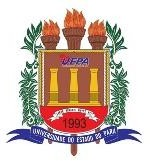 UEPA
1993
UNIVERSIDADE DO ESTADO DO PARÁ